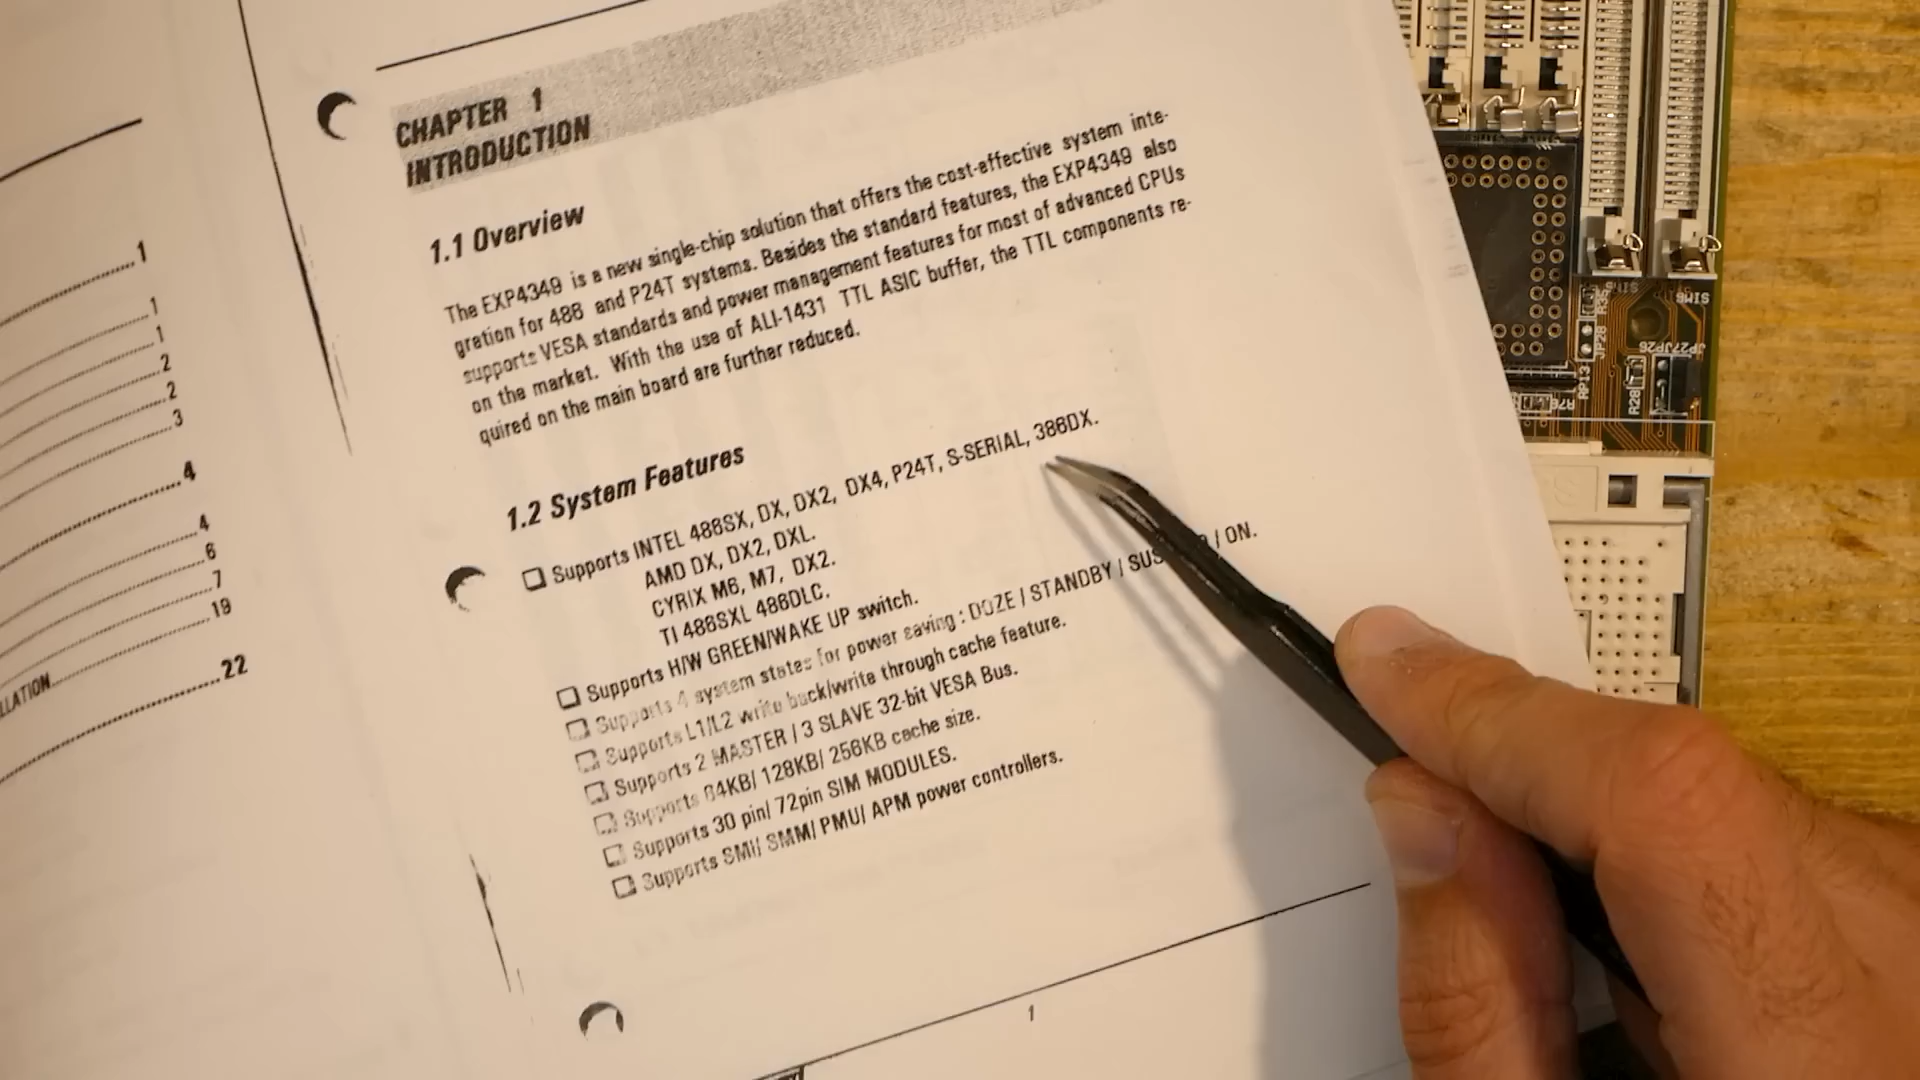 1
1
1
2
2
3
4
4
6
7
19
LLATION 22
CHAPTER 1
INTRODUCTION
1.1 Overview
The EXP4349 is a new single-chip solution that offers the cost-effective system inte-
gration for 486 and P24T systems. Besides the standard features, the EXP4349 also
supports VESA standards and power management features for most of advanced CPUs
on the market. With the use of ALI-1431 TTL ASIC buffer, the TTL components re-
quired on the main board are further reduced.
1.2 System Features
Supports INTEL 486SX, DX, DX2, DX4, P24T, S-SERIAL, 386DX.
AMD DX, DX2, DXL.
CYRIX M6, M7, DX2.
TI 486SXL 486DLC.
Supports H/W GREEN/WAKE UP switch.
Supports 4 system states for power saving : DOZE / STANDBY / SUS / ON.
Supports L1/L2 write back/write through cache feature.
Supports 2 MASTER / 3 SLAVE 32-bit VESA Bus.
Supports 64KB/ 128KB/ 256KB cache size.
Supports 30 pin/ 72pin SIM MODULES.
Supports SMI/ SMM/ PMU/ APM power controllers.
1
SIM6
R35
JP28
JP27JP26
RP13
R28